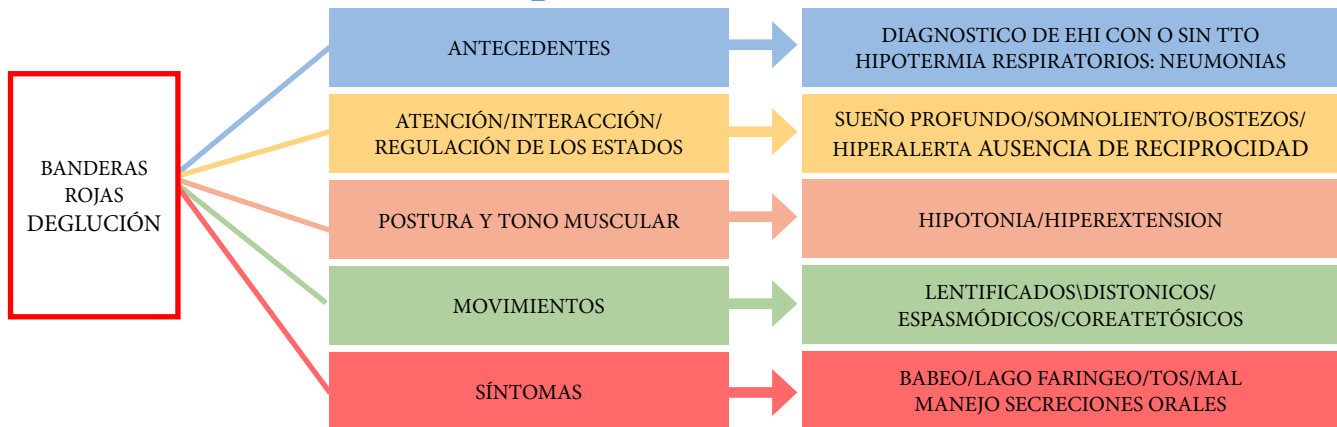 BANDERAS
ROJAS
DEGLUCIÓN
ANTECEDENTES
DIAGNOSTICO DE EHI CON O SIN TTO
HIPOTERMIA RESPIRATORIOS: NEUMONIAS
ATENCIÓN/INTERACCIÓN/
REGULACIÓN DE LOS ESTADOS
SUEÑO PROFUNDO/SOMNOLIENTO/BOSTEZOS/
HIPERALERTA AUSENCIA DE RECIPROCIDAD
POSTURA Y TONO MUSCULAR
HIPOTONIA/HIPEREXTENSION
MOVIMIENTOS
LENTIFICADOS\DISTONICOS/
ESPASMÓDICOS/COREATETÓSICOS
SÍNTOMAS
BABEO/LAGO FARINGEO/TOS/MAL
MANEJO SECRECIONES ORALES